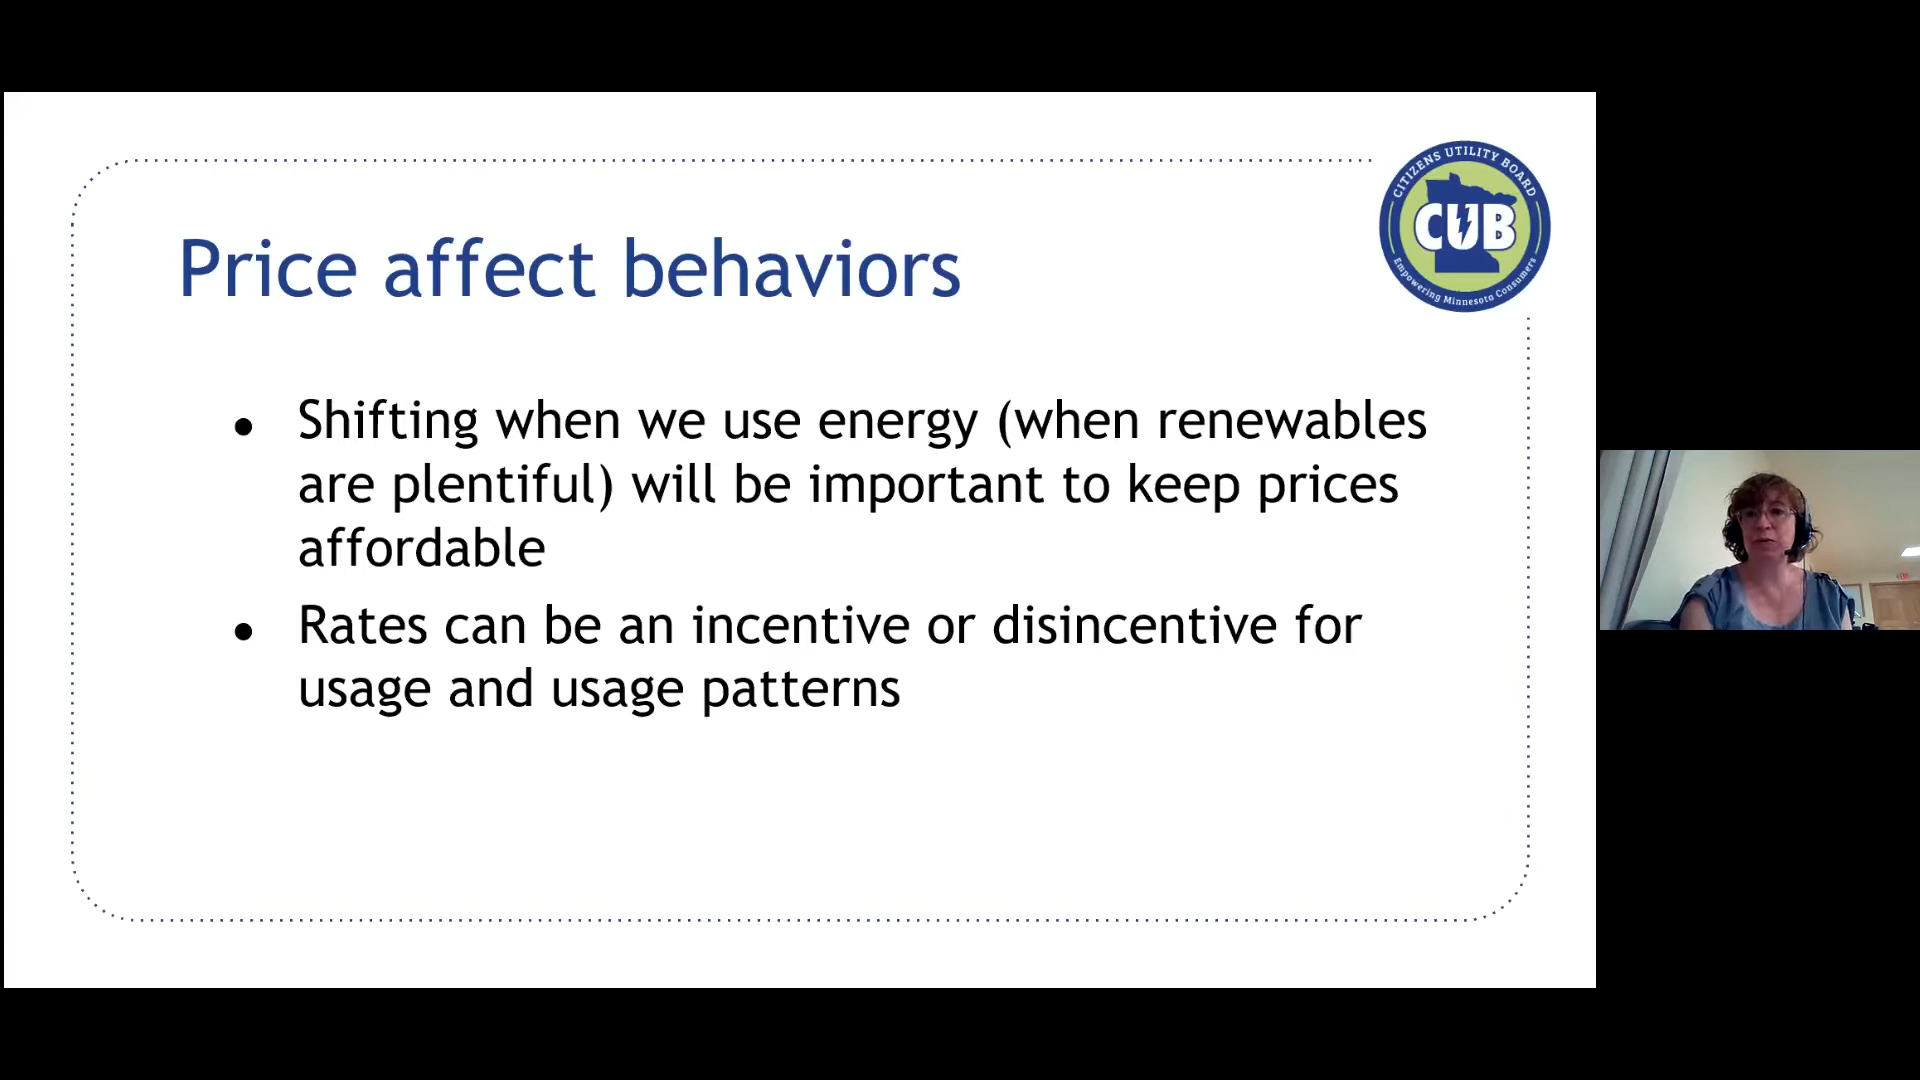 CITIZENS UTILITY BOARD
CUB
Empowering Minnesota Consumers
Price affect behaviors
● Shifting when we use energy (when renewables
are plentiful) will be important to keep prices
affordable
● Rates can be an incentive or disincentive for
usage and usage patterns